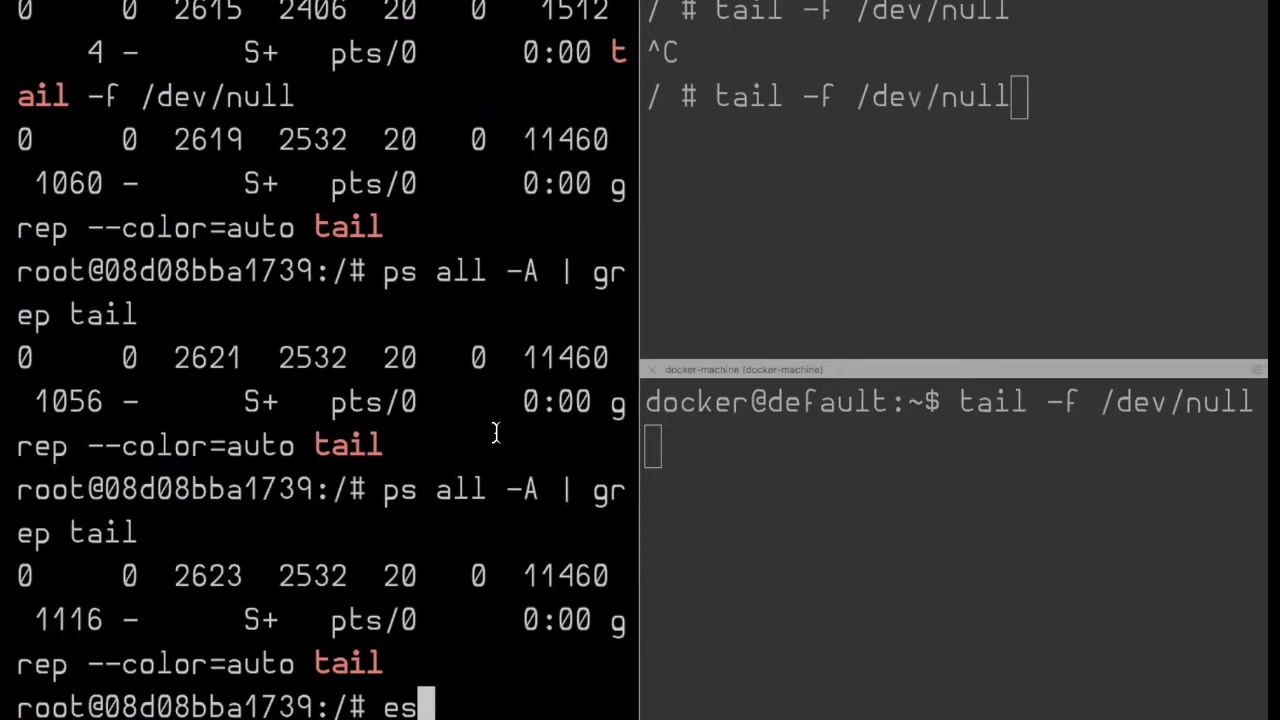 0      0  2615  2406  20   0   1512
    4 -      S+   pts/0      0:00 t
ail -f /dev/null
0      0  2619  2532  20   0  11460
 1060 -      S+   pts/0      0:00 g
rep --color=auto tail
root@08d08bba1739:/# ps all -A | gr
ep tail
0      0  2621  2532  20   0  11460
 1056 -      S+   pts/0      0:00 g
rep --color=auto tail
root@08d08bba1739:/# ps all -A | gr
ep tail
0      0  2623  2532  20   0  11460
 1116 -      S+   pts/0      0:00 g
rep --color=auto tail
root@08d08bba1739:/# es
/ # tail -f /dev/null
^C
/ # tail -f /dev/null
docker-machine (docker-machine)
docker@default:~$ tail -f /dev/null